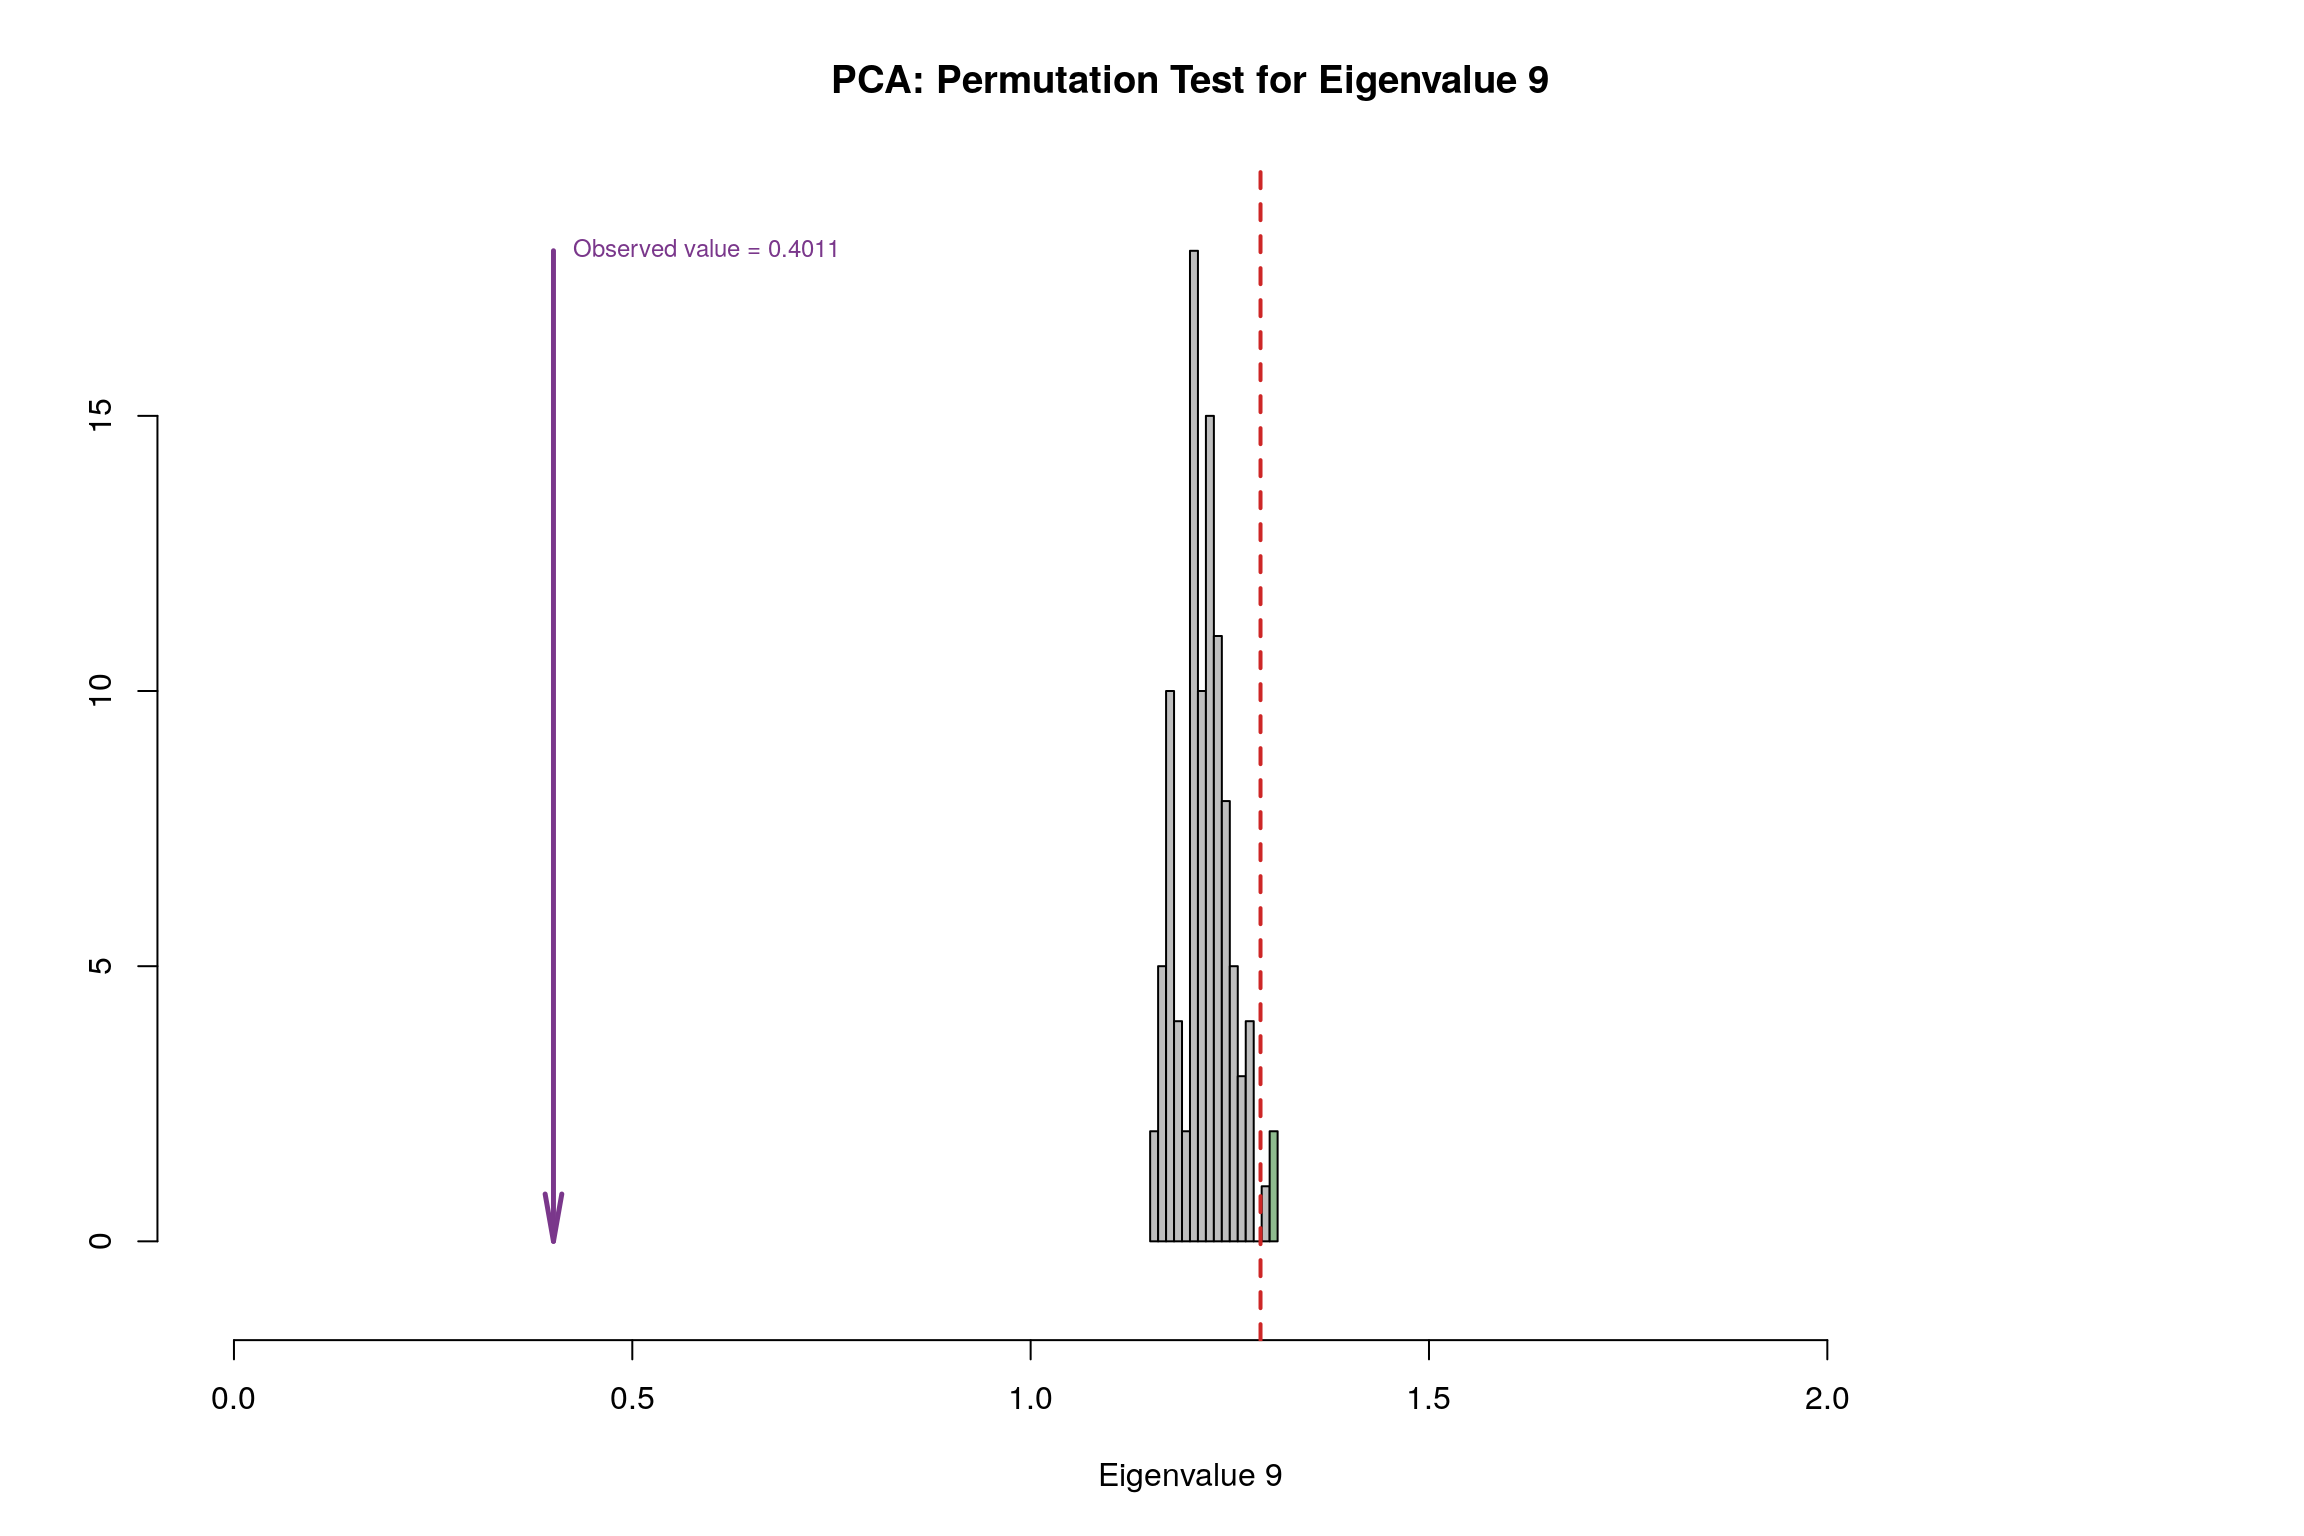 PCA: Permutation Test for Eigenvalue 9
Observed value = 0.4011
15
10
5
0
0.0 0.5 1.0 1.5 2.0
Eigenvalue 9